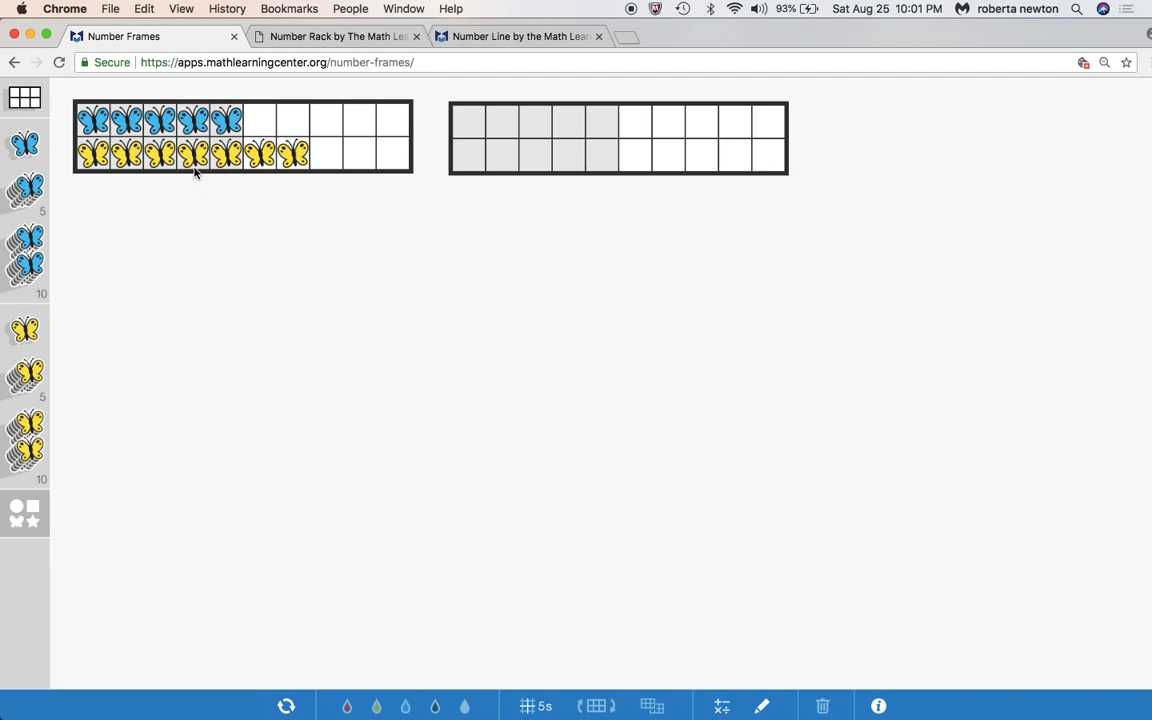 Chrome File Edit View History Bookmarks People Window Help 93% Sat Aug 25 10:01 PM roberta newton
Number Frames Number Rack by The Math Lea Number Line by the Math Lear
Secure https://apps.mathlearningcenter.org/number-frames/
5
10
5
10
5s